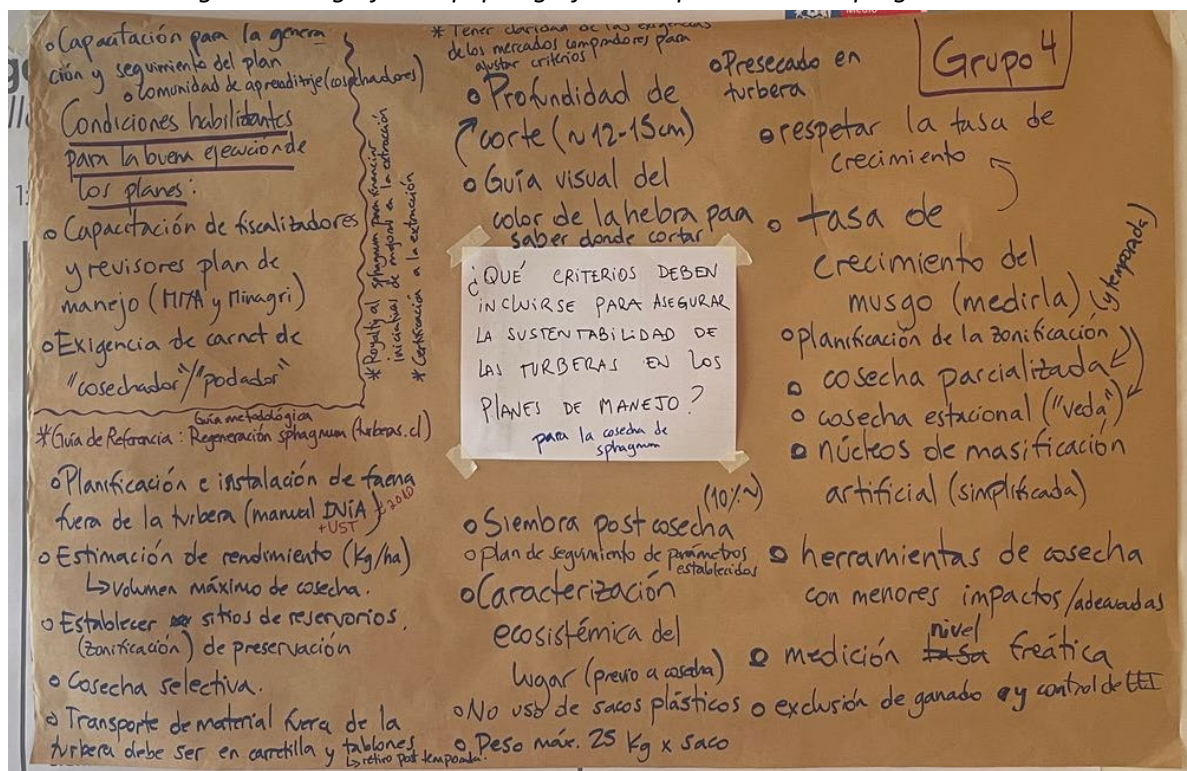 Grupo 4
o Capacitación para la genera
ción y seguimiento del plan
o Comunidad de aprendizaje (cosechadores)
Condiciones habilitantes
para la buena ejecución de
los planes:
o Capacitación de fiscalizadores
y revisores plan de
manejo (MMA y Minagri)
o Exigencia de carnet de
"cosechador"/"podador"
* Royalty al sphagnum para financiar
iniciativas de mejora en la extracción
* Certificación a la extracción
Guía metodológica
* Guía de Referencia: Regeneración sphagnum (turberas.cl)
o Planificación e instalación de faena
fuera de la turbera (manual INIA)
+UST
o Estimación de rendimiento (Kg/ha)
↳ volumen máximo de cosecha.
o Establecer sitios de reservorios.
(zonificación) de preservación
o Cosecha selectiva.
o Transporte de material fuera de la
turbera debe ser en carretilla y tablones
↳ retiro post temporada.
* Tener claridad de las exigencias
de los mercados compradores para
ajustar criterios
o Profundidad de
corte (~12-15cm)
o Guía visual del
color de la hebra para
saber donde cortar
¿QUÉ CRITERIOS DEBEN
INCLUIRSE PARA ASEGURAR
LA SUSTENTABILIDAD DE
LAS TURBERAS EN LOS
PLANES DE MANEJO?
para la cosecha de
sphagnum
(10%~)
o Siembra post cosecha
o plan de seguimiento de parámetros
establecidos
o Caracterización
ecosistémica del
lugar (previo a cosecha)
o No uso de sacos plásticos
o Peso máx. 25 Kg x saco
o Presecado en
turbera
o respetar la tasa de
crecimiento
o tasa de
crecimiento del
musgo (medirla)
(y temporada)
o planificación de la zonificación
o cosecha parcializada
o cosecha estacional ("veda")
o núcleos de masificación
artificial (simplificada)
o herramientas de cosecha
con menores impactos/adecuadas
o medición tasa nivel freática
o exclusión de ganado y control de EEI